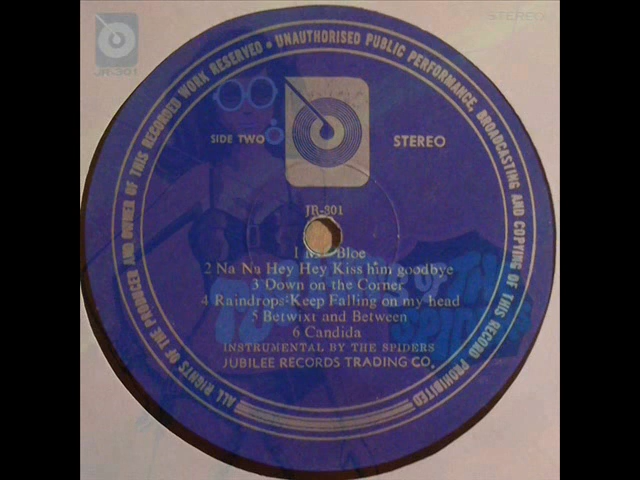 JR-301
STEREO
ALL RIGHTS OF THE PRODUCER AND OWNER OF THIS RECORDED WORK RESERVED • UNAUTHORISED PUBLIC PERFORMANCE, BROADCASTING AND COPYING OF THIS RECORD PROHIBITED
SIDE TWO
STEREO
JR-301
1 Bloe
2 Na Na Hey Hey Kiss him goodbye
3 Down on the Corner
4 Raindrops Keep Falling on my head
5 Betwixt and Between
6 Candida
INSTRUMENTAL BY THE SPIDERS
JUBILEE RECORDS TRADING CO.